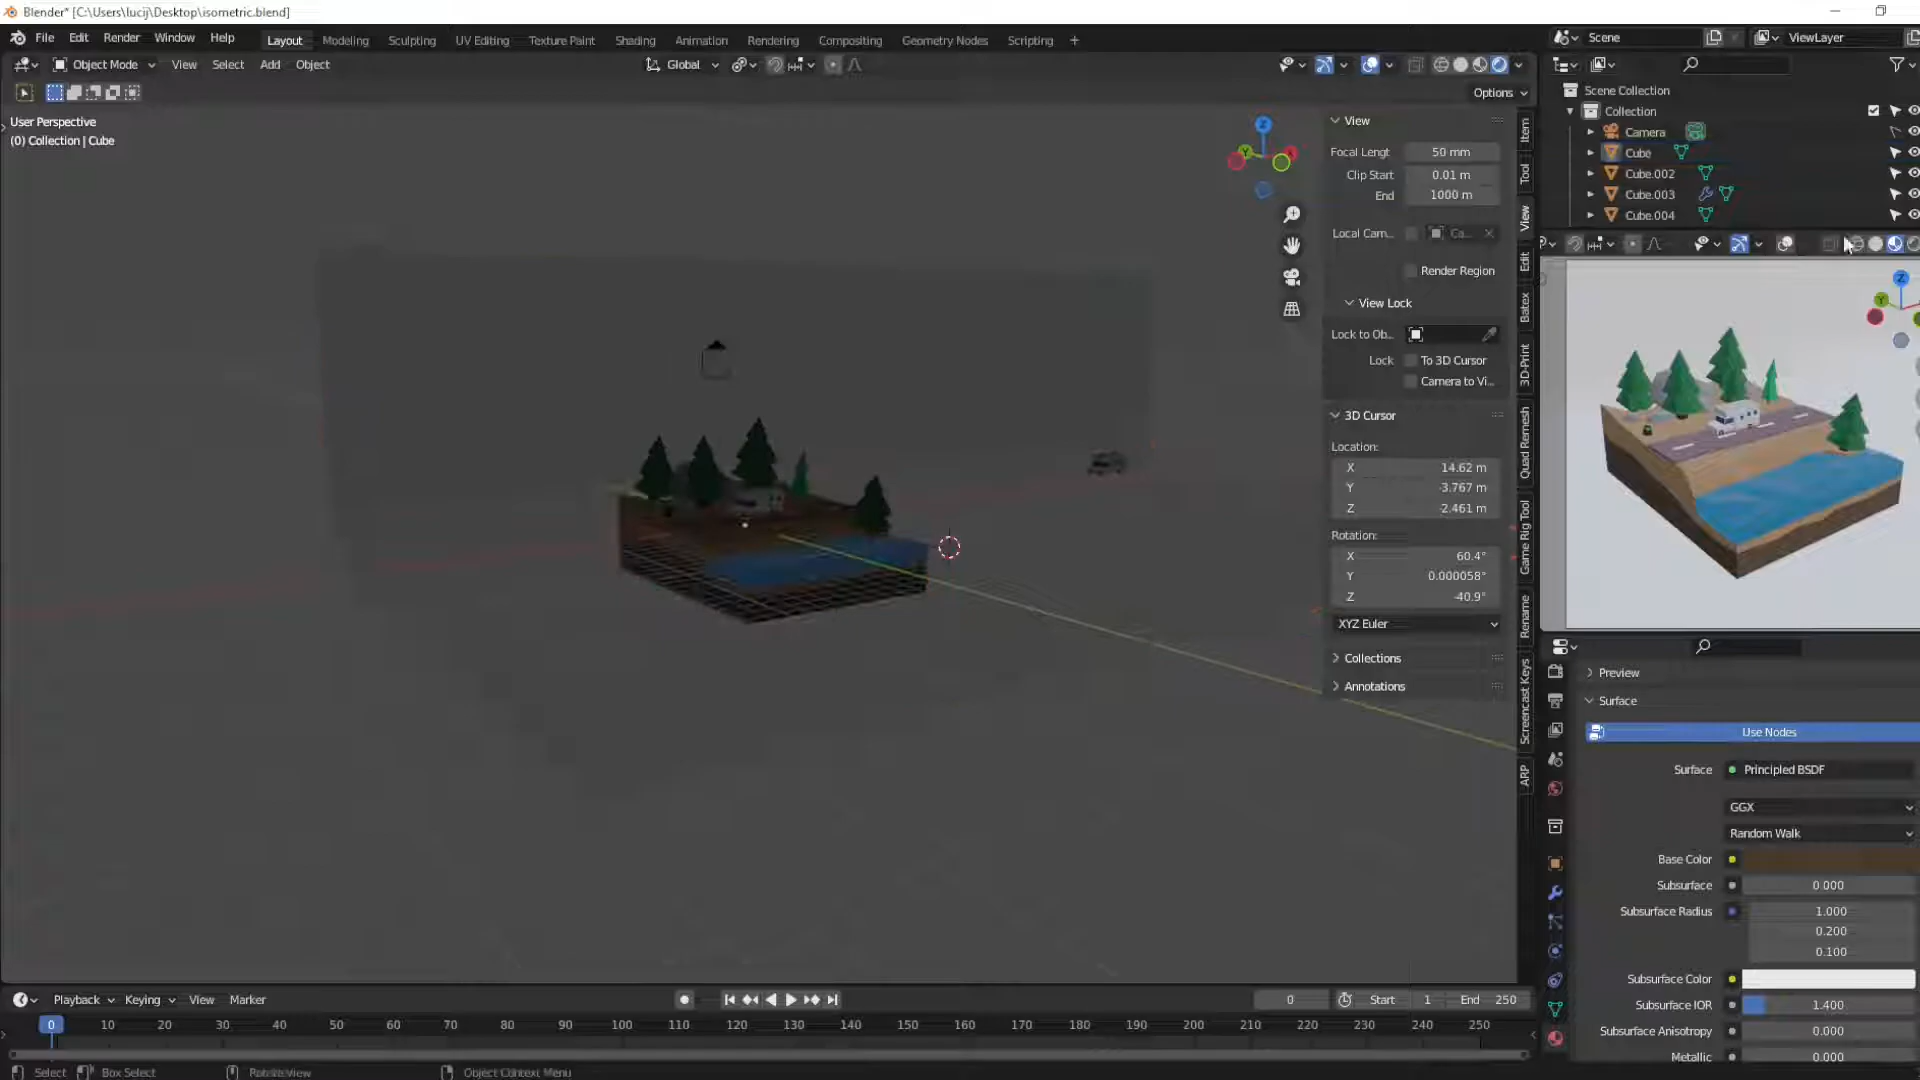 Blender* [C:\Users\lucij\Desktop\isometric.blend]
File Edit Render Window Help Layout Modeling Sculpting UV Editing Texture Paint Shading Animation Rendering Compositing Geometry Nodes Scripting +
Scene ViewLayer
Object Mode View Select Add Object Global
Options
User Perspective
(0) Collection | Cube
Z
Y
X
View
Focal Lengt 50 mm
Clip Start 0.01 m
End 1000 m
Local Cam... Ca...
Render Region
View Lock
Lock to Ob...
Lock To 3D Cursor
Camera to Vi...
3D Cursor
Location:
X 14.62 m
Y -3.767 m
Z -2.461 m
Rotation:
X 60.4°
Y 0.000058°
Z -40.9°
XYZ Euler
Collections
Annotations
Item
Tool
View
Edit
Batex
3D-Print
Quad Remesh
Game Rig Tool
Rename
Screencast Keys
ARP
Scene Collection
Collection
Camera
Cube
Cube.002
Cube.003
Cube.004
Z
Y
Preview
Surface
Use Nodes
Surface Principled BSDF
GGX
Random Walk
Base Color
Subsurface 0.000
Subsurface Radius 1.000
0.200
0.100
Subsurface Color
Subsurface IOR 1.400
Subsurface Anisotropy 0.000
Metallic 0.000
Playback Keying View Marker 0 Start 1 End 250
0 10 20 30 40 50 60 70 80 90 100 110 120 130 140 150 160 170 180 190 200 210 220 230 240 250
Select Box Select Rotate View Object Context Menu